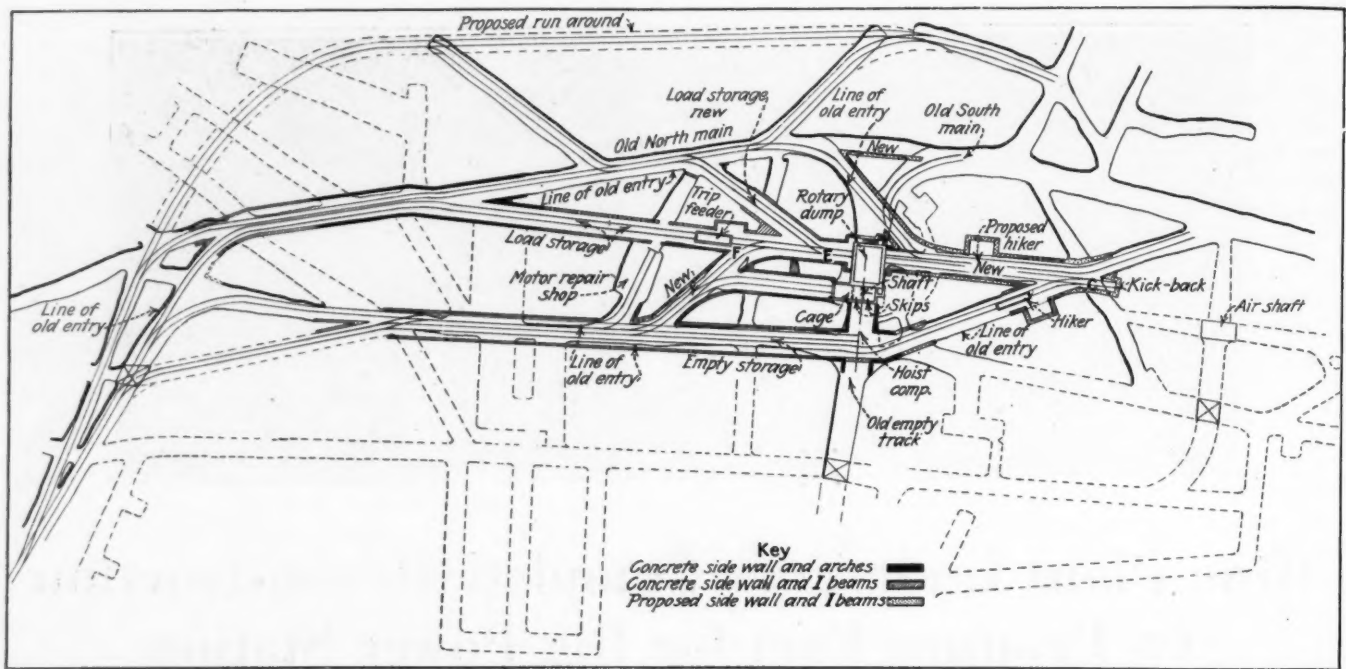 Proposed run around
Load storage,
new
Line of
old entry
Old South
main
Old North main
New
Line of old entry,
Trip
feeder,
Rotary
dump
Proposed
hiker
Load storage
F
E
New
Motor repair
shop
New,
Shaft
C
Kick-back
Line of
old entry
Cage
Skips
Hiker
Air shaft
Line of
old entry
Empty storage
Line of
old entry
Hoist
comp.
Old empty
track
Key
Concrete side wall and arches
Concrete side wall and I beams
Proposed side wall and I beams